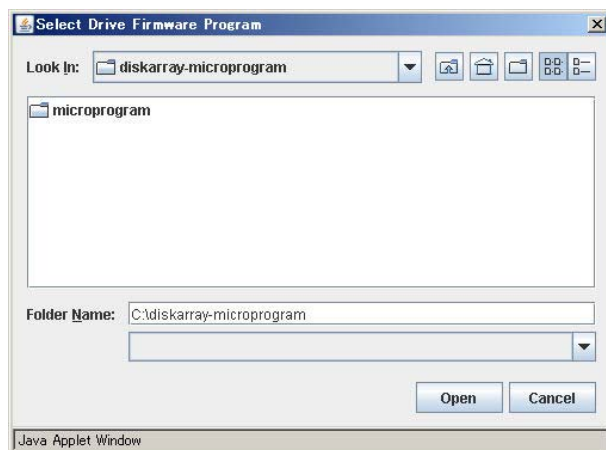 Select Drive Firmware Program
Look In: diskarray-microprogram
microprogram
Folder Name: C:\diskarray-microprogram
Open Cancel
Java Applet Window